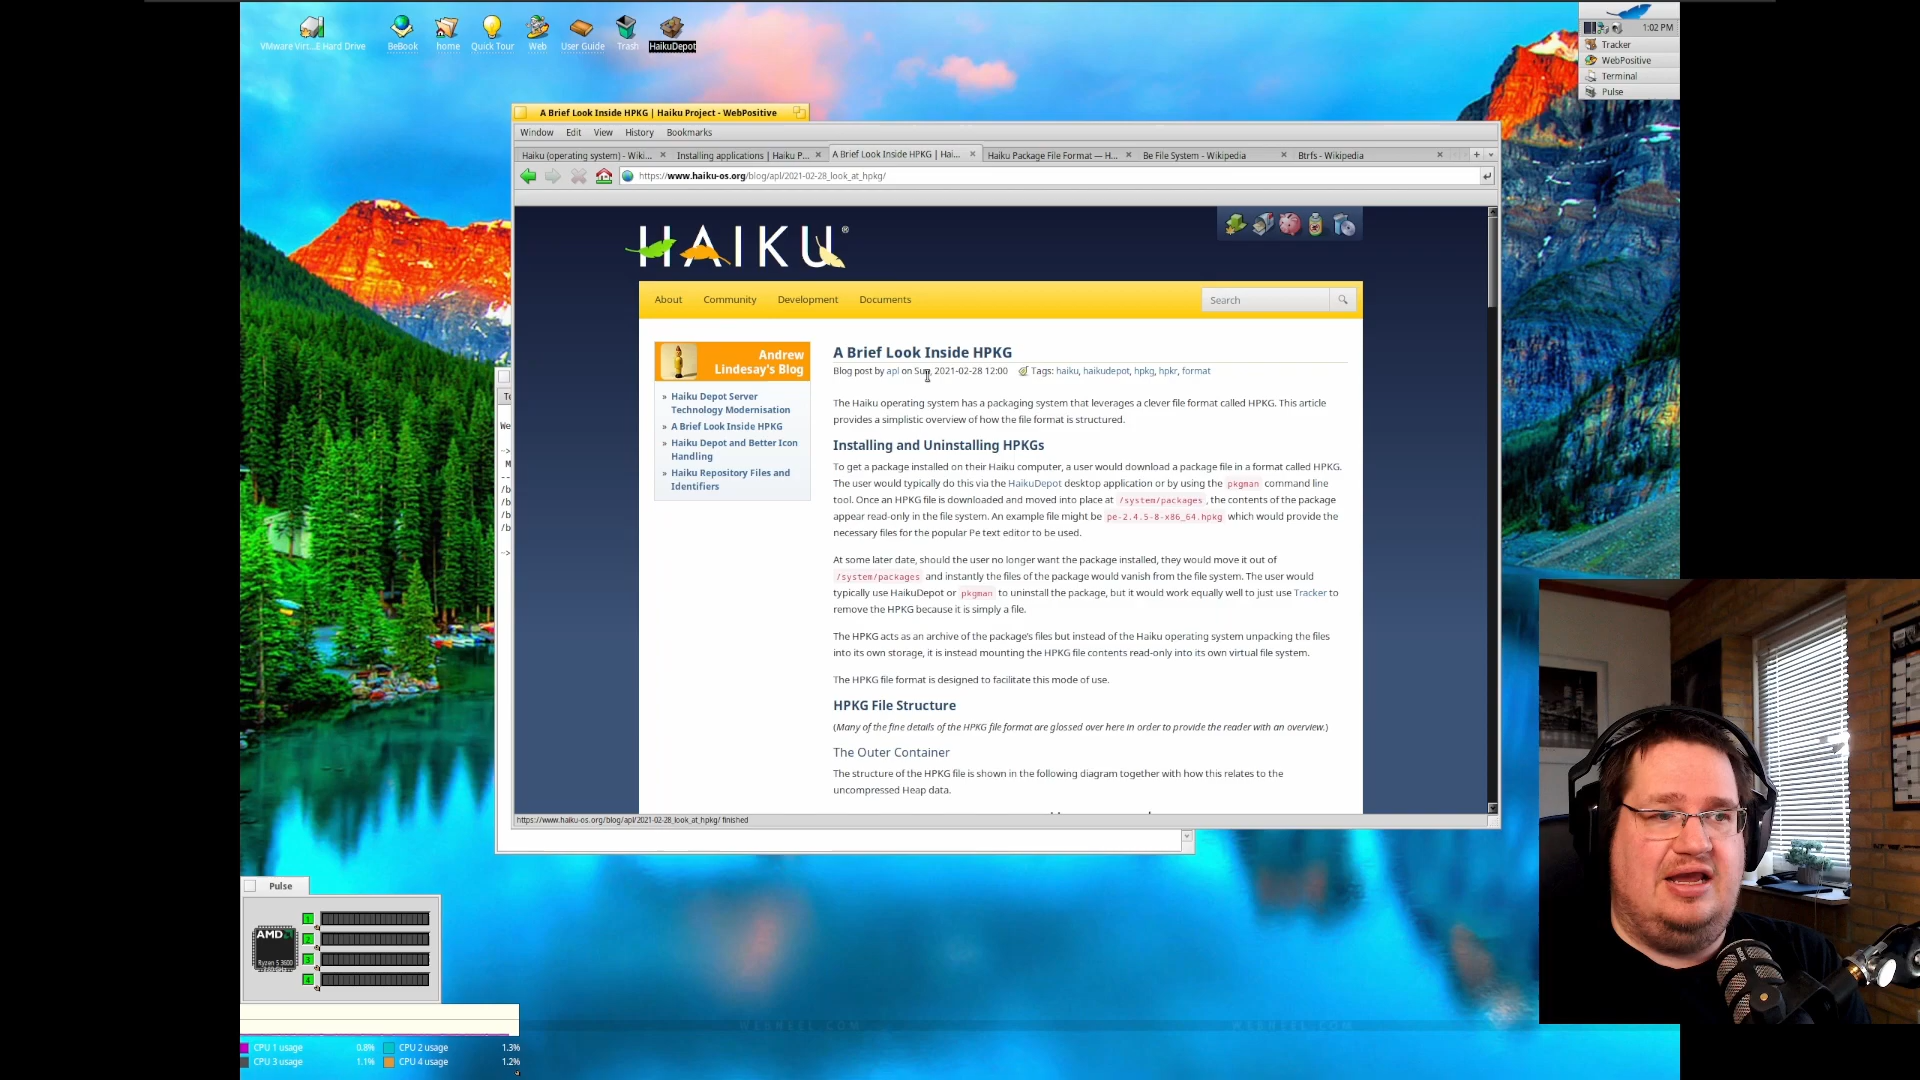 VMware Virt...E Hard Drive
BeBook
home
Quick Tour
Web
User Guide
Trash
HaikuDepot
1:02 PM
Tracker
WebPositive
Terminal
Pulse
A Brief Look Inside HPKG | Haiku Project - WebPositive
Window Edit View History Bookmarks
Haiku (operating system) - Wiki...
Installing applications | Haiku P...
A Brief Look Inside HPKG | Hai...
Haiku Package File Format — H...
Be File System - Wikipedia
Btrfs - Wikipedia
https://www.haiku-os.org/blog/apl/2021-02-28_look_at_hpkg/
HAIKU®
About Community Development Documents
Search
Andrew
Lindesay's Blog
» Haiku Depot Server
Technology Modernisation
» A Brief Look Inside HPKG
» Haiku Depot and Better Icon
Handling
» Haiku Repository Files and
Identifiers
A Brief Look Inside HPKG
Blog post by apl on Sun, 2021-02-28 12:00 Tags: haiku, haikudepot, hpkg, hpkr, format
The Haiku operating system has a packaging system that leverages a clever file format called HPKG. This article
provides a simplistic overview of how the file format is structured.
Installing and Uninstalling HPKGs
To get a package installed on their Haiku computer, a user would download a package file in a format called HPKG.
The user would typically do this via the HaikuDepot desktop application or by using the pkgman command line
tool. Once an HPKG file is downloaded and moved into place at /system/packages, the contents of the package
appear read-only in the file system. An example file might be pe-2.4.5-8-x86_64.hpkg which would provide the
necessary files for the popular Pe text editor to be used.
At some later date, should the user no longer want the package installed, they would move it out of
/system/packages and instantly the files of the package would vanish from the file system. The user would
typically use HaikuDepot or pkgman to uninstall the package, but it would work equally well to just use Tracker to
remove the HPKG because it is simply a file.
The HPKG acts as an archive of the package's files but instead of the Haiku operating system unpacking the files
into its own storage, it is instead mounting the HPKG file contents read-only into its own virtual file system.
The HPKG file format is designed to facilitate this mode of use.
HPKG File Structure
(Many of the fine details of the HPKG file format are glossed over here in order to provide the reader with an overview.)
The Outer Container
The structure of the HPKG file is shown in the following diagram together with how this relates to the
uncompressed Heap data.
https://www.haiku-os.org/blog/apl/2021-02-28_look_at_hpkg/ finished
Pulse
AMD
Ryzen 5 3600
1
2
3
4
CPU 1 usage 0.8% CPU 2 usage 1.3%
CPU 3 usage 1.1% CPU 4 usage 1.2%